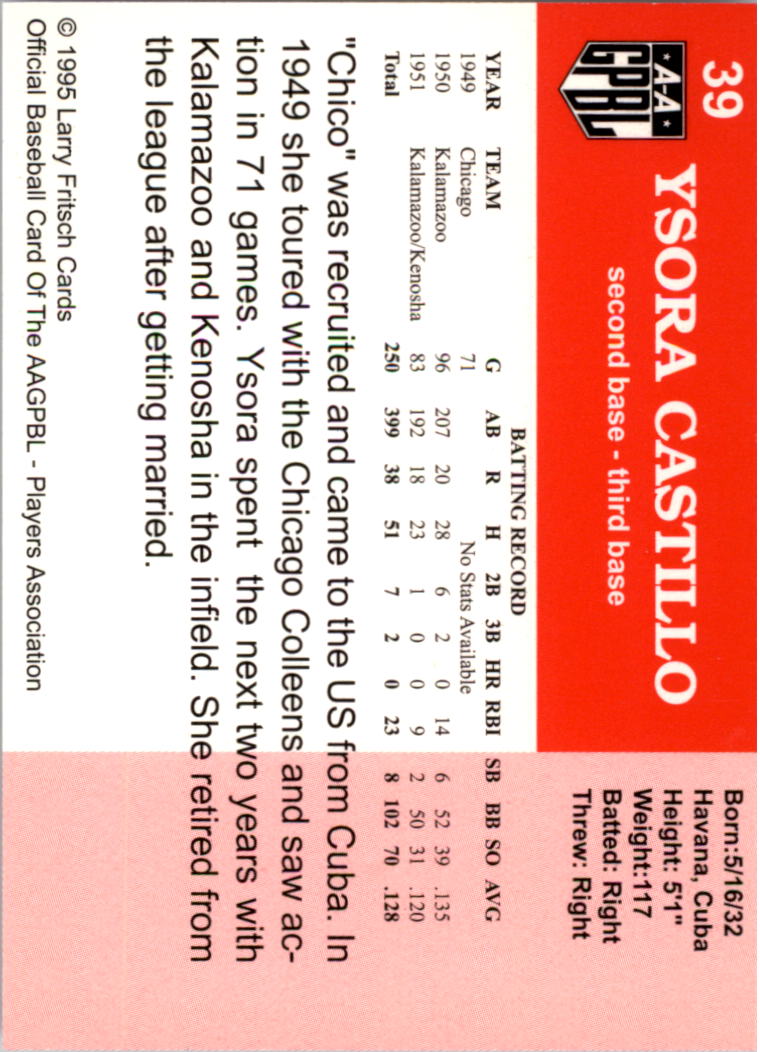 39
A-A
GPBL
YSORA CASTILLO
second base - third base
Born:5/16/32
Havana, Cuba
Height: 5'1"
Weight:117
Batted: Right
Threw: Right
BATTING RECORD
YEAR TEAM G AB R H 2B 3B HR RBI SB BB SO AVG
1949 Chicago 71 No Stats Available
1950 Kalamazoo 96 207 20 28 6 2 0 14 6 52 39 .135
1951 Kalamazoo/Kenosha 83 192 18 23 1 0 0 9 2 50 31 .120
Total 250 399 38 51 7 2 0 23 8 102 70 .128
"Chico" was recruited and came to the US from Cuba. In
1949 she toured with the Chicago Colleens and saw ac-
tion in 71 games. Ysora spent the next two years with
Kalamazoo and Kenosha in the infield. She retired from
the league after getting married.
© 1995 Larry Fritsch Cards
Official Baseball Card Of The AAGPBL - Players Association